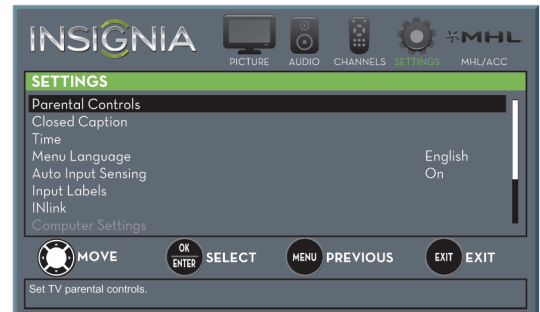 INSIGNIA
MHL
PICTURE AUDIO CHANNELS SETTINGS MHL/ACC
SETTINGS
Parental Controls
Closed Caption
Time
Menu Language English
Auto Input Sensing On
Input Labels
INlink
Computer Settings
MOVE OK ENTER SELECT MENU PREVIOUS EXIT EXIT
Set TV parental controls.